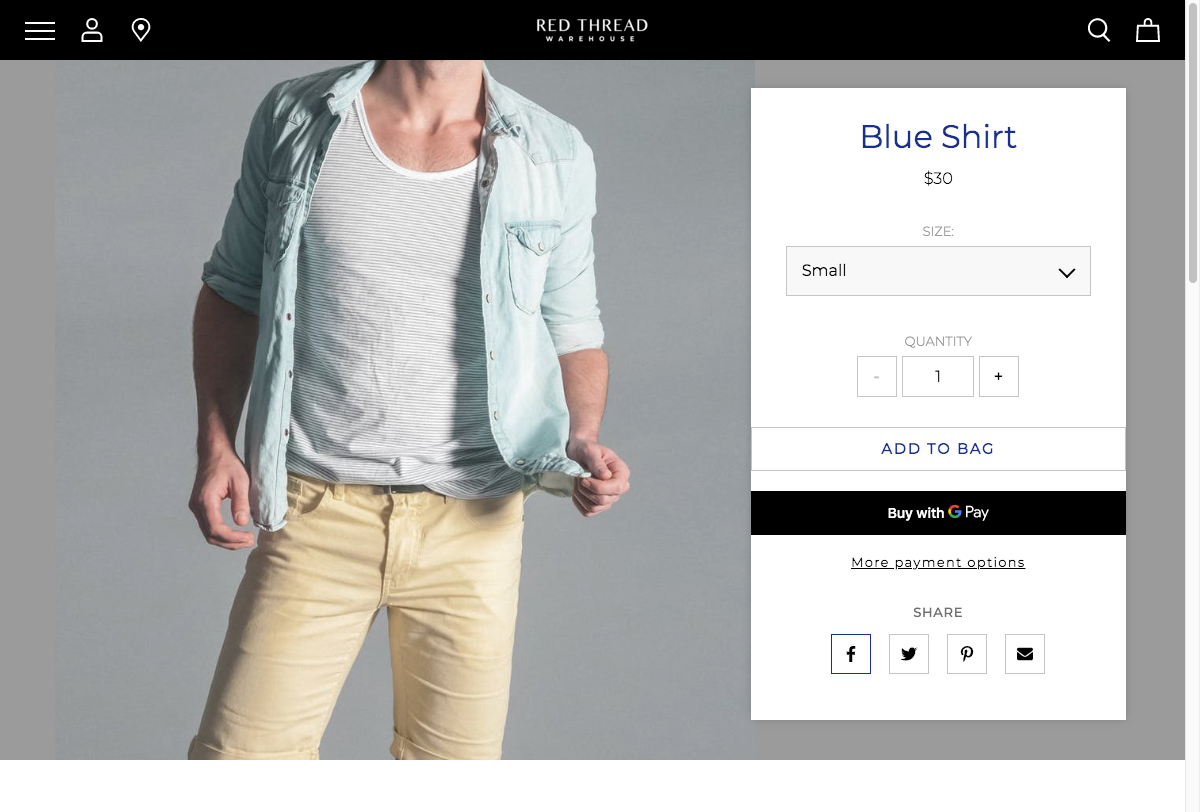 RED THREAD
WAREHOUSE
Blue Shirt
$30
SIZE:
Small
QUANTITY
- 1 +
ADD TO BAG
Buy with G Pay
More payment options
SHARE